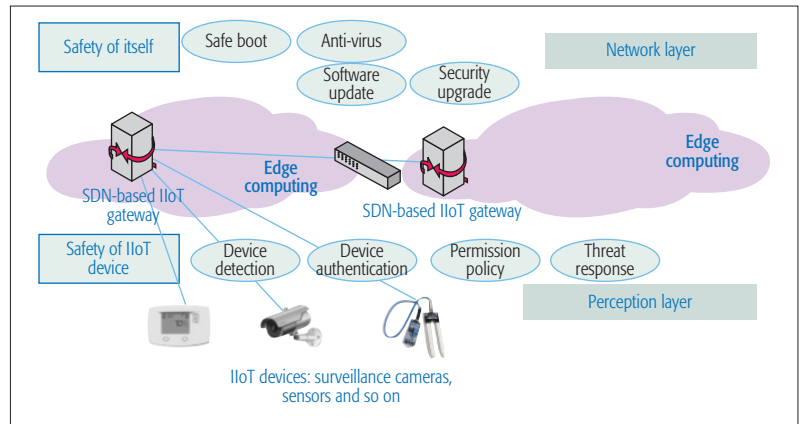 Safety of itself
Safe boot
Anti-virus
Network layer
Software
update
Security
upgrade
Edge
computing
Edge
computing
SDN-based IIoT
gateway
SDN-based IIoT gateway
Safety of IIoT
device
Device
detection
Device
authentication
Permission
policy
Threat
response
Perception layer
IIoT devices: surveillance cameras,
sensors and so on